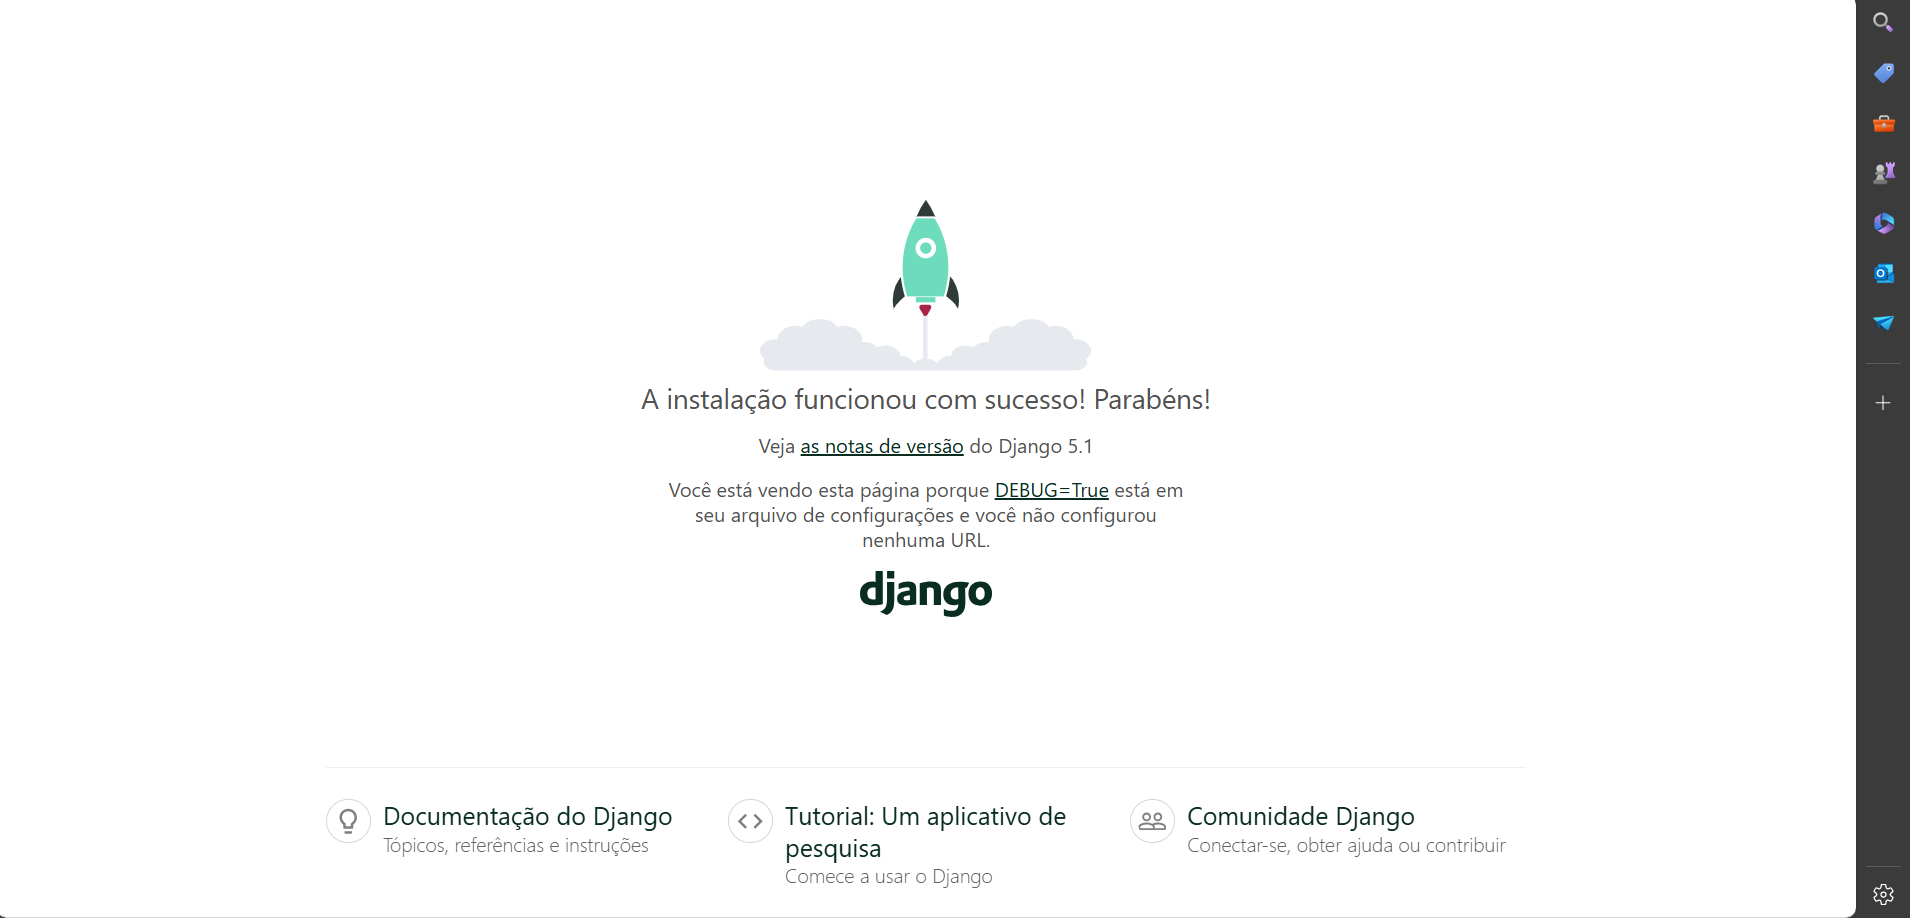 A instalação funcionou com sucesso! Parabéns!
Veja as notas de versão do Django 5.1
Você está vendo esta página porque DEBUG=True está em
seu arquivo de configurações e você não configurou
nenhuma URL.
django
Documentação do Django
Tópicos, referências e instruções
Tutorial: Um aplicativo de
pesquisa
Comece a usar o Django
Comunidade Django
Conectar-se, obter ajuda ou contribuir